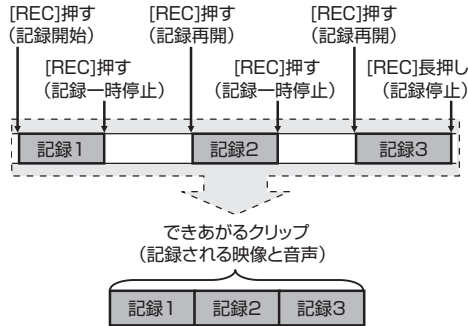 [REC]押す
(記録開始)
[REC]押す
(記録再開)
[REC]押す
(記録再開)
[REC]押す
(記録一時停止)
[REC]押す
(記録一時停止)
[REC]長押し
(記録停止)
記録1
記録2
記録3
できあがるクリップ
(記録される映像と音声)
記録1
記録2
記録3